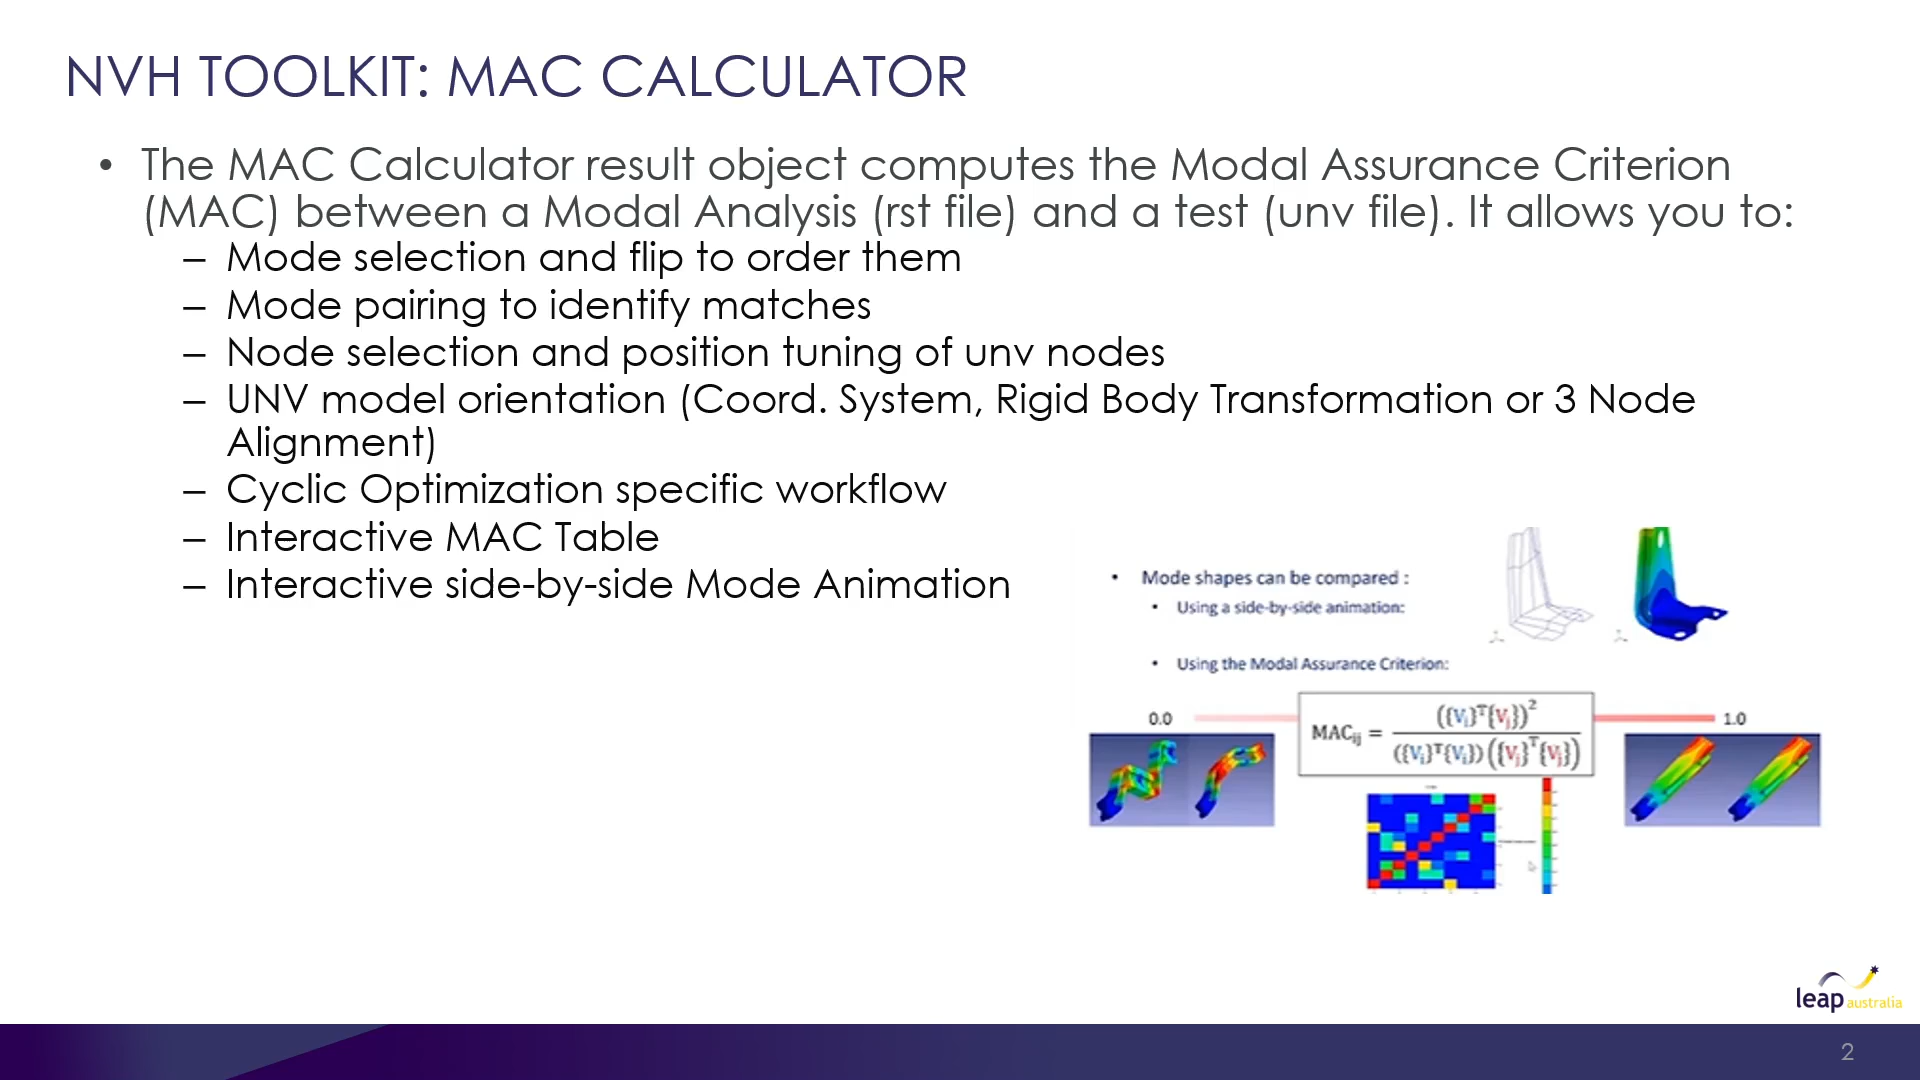 NVH TOOLKIT: MAC CALCULATOR
• The MAC Calculator result object computes the Modal Assurance Criterion
(MAC) between a Modal Analysis (rst file) and a test (unv file). It allows you to:
– Mode selection and flip to order them
– Mode pairing to identify matches
– Node selection and position tuning of unv nodes
– UNV model orientation (Coord. System, Rigid Body Transformation or 3 Node
Alignment)
– Cyclic Optimization specific workflow
– Interactive MAC Table
– Interactive side-by-side Mode Animation
• Mode shapes can be compared :
• Using a side-by-side animation:
• Using the Modal Assurance Criterion:
0.0
MACij = (({Vi}ᵀ{Vj})²) / (({Vi}ᵀ{Vi})({Vj}ᵀ{Vj}))
1.0
leap australia
2